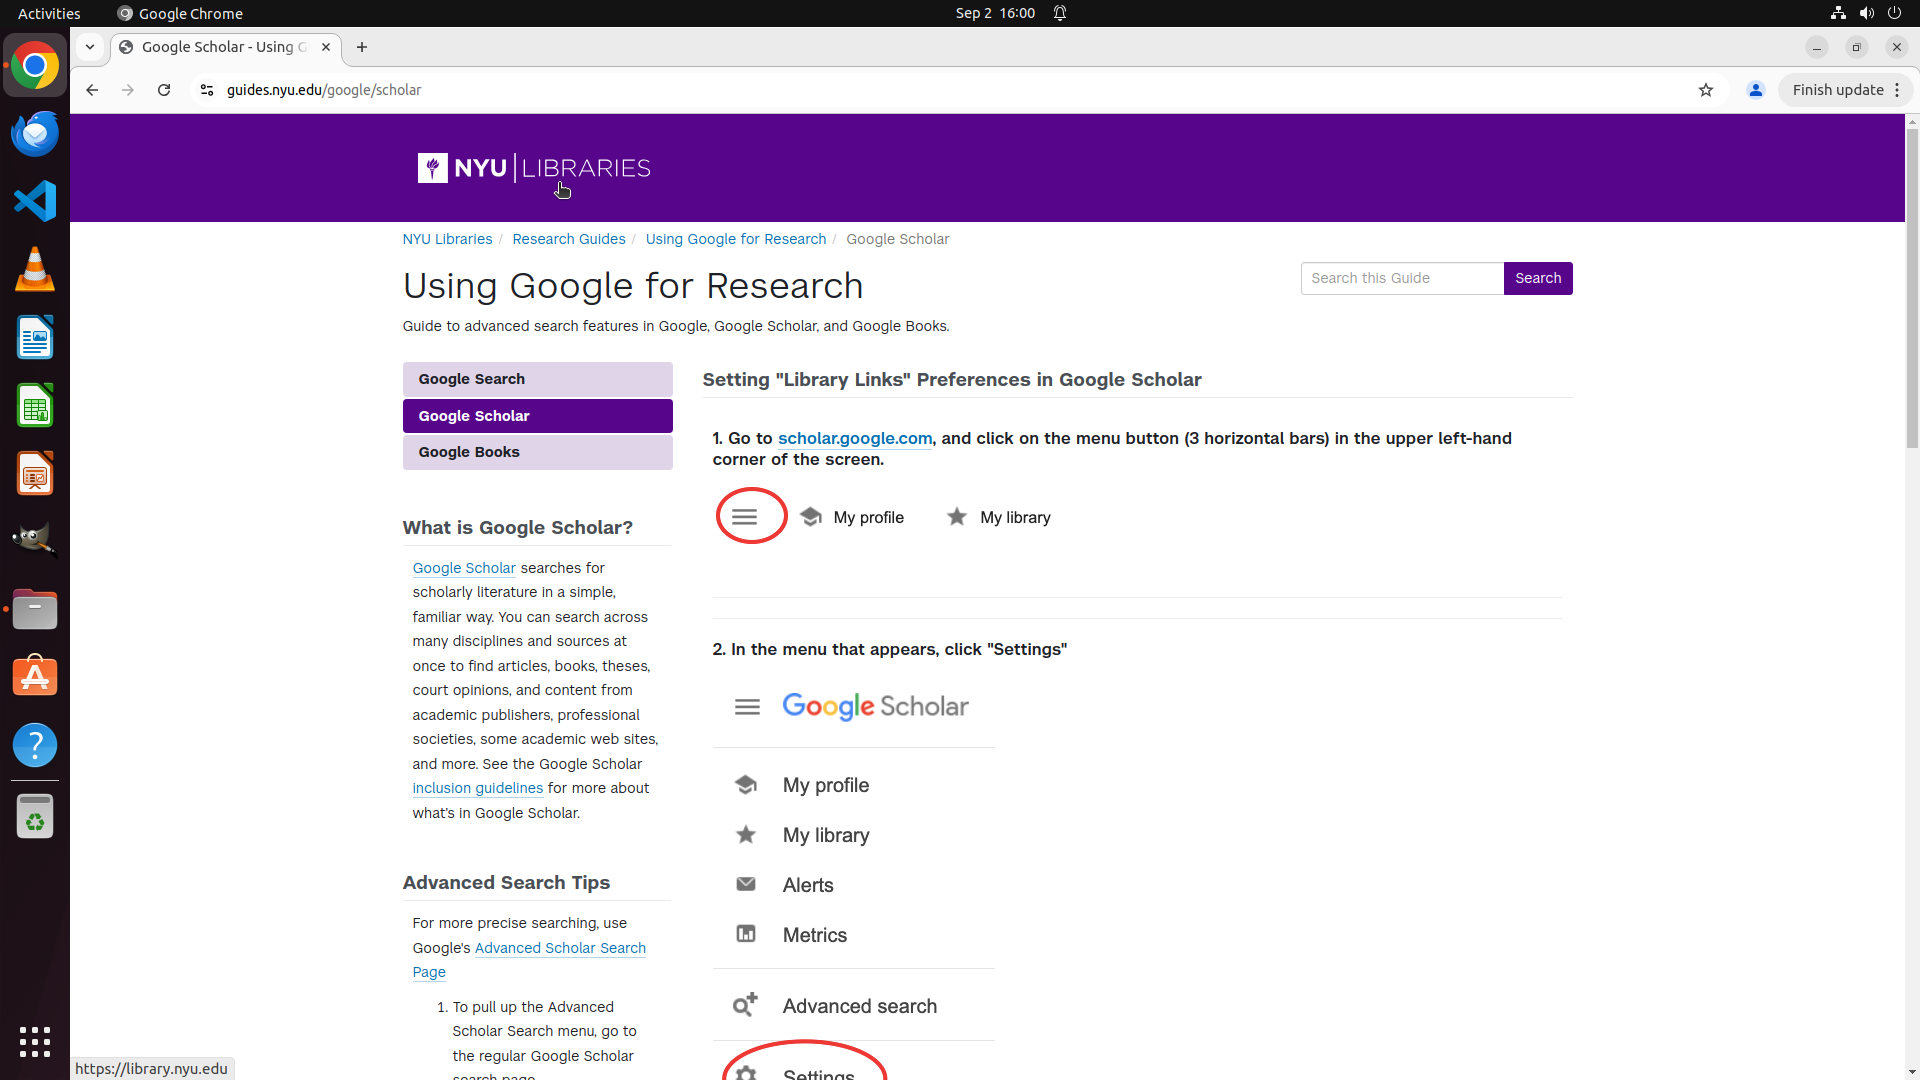 Activities
Google Chrome
Sep 2 16:00
Google Scholar - Using G
guides.nyu.edu/google/scholar
Finish update
NYU LIBRARIES
NYU Libraries / Research Guides / Using Google for Research / Google Scholar
Using Google for Research
Search this Guide
Search
Guide to advanced search features in Google, Google Scholar, and Google Books.
Google Search
Google Scholar
Google Books
What is Google Scholar?
Google Scholar searches for
scholarly literature in a simple,
familiar way. You can search across
many disciplines and sources at
once to find articles, books, theses,
court opinions, and content from
academic publishers, professional
societies, some academic web sites,
and more. See the Google Scholar
inclusion guidelines for more about
what's in Google Scholar.
Advanced Search Tips
For more precise searching, use
Google's Advanced Scholar Search
Page
1. To pull up the Advanced
Scholar Search menu, go to
the regular Google Scholar
search page
Setting "Library Links" Preferences in Google Scholar
1. Go to scholar.google.com, and click on the menu button (3 horizontal bars) in the upper left-hand
corner of the screen.
My profile
My library
2. In the menu that appears, click "Settings"
Google Scholar
My profile
My library
Alerts
Metrics
Advanced search
Settings
https://library.nyu.edu